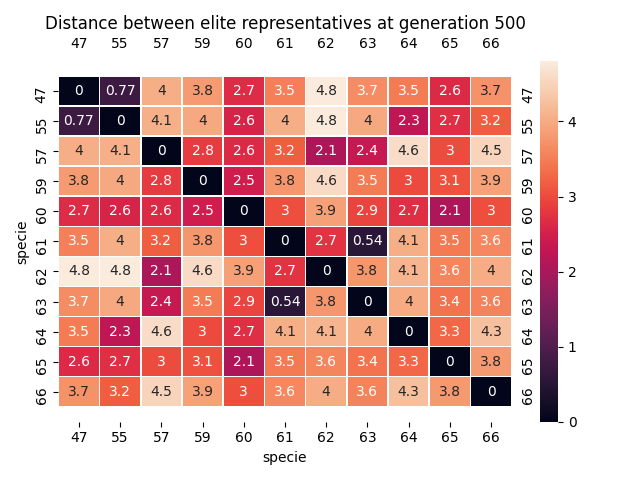 Distance between elite representatives at generation 500
47 55 57 59 60 61 62 63 64 65 66
47 0 0.77 4 3.8 2.7 3.5 4.8 3.7 3.5 2.6 3.7 47
55 0.77 0 4.1 4 2.6 4 4.8 4 2.3 2.7 3.2 55
57 4 4.1 0 2.8 2.6 3.2 2.1 2.4 4.6 3 4.5 57
59 3.8 4 2.8 0 2.5 3.8 4.6 3.5 3 3.1 3.9 59
60 2.7 2.6 2.6 2.5 0 3 3.9 2.9 2.7 2.1 3 60
61 3.5 4 3.2 3.8 3 0 2.7 0.54 4.1 3.5 3.6 61
62 4.8 4.8 2.1 4.6 3.9 2.7 0 3.8 4.1 3.6 4 62
63 3.7 4 2.4 3.5 2.9 0.54 3.8 0 4 3.4 3.6 63
64 3.5 2.3 4.6 3 2.7 4.1 4.1 4 0 3.3 4.3 64
65 2.6 2.7 3 3.1 2.1 3.5 3.6 3.4 3.3 0 3.8 65
66 3.7 3.2 4.5 3.9 3 3.6 4 3.6 4.3 3.8 0 66
47 55 57 59 60 61 62 63 64 65 66
specie
specie
4
3
2
1
0